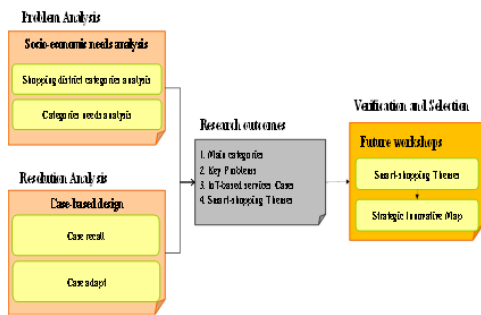 Problem Analysis
Socio-economic needs analysis
Shopping district categories analysis
Categories needs analysis
Resolution Analysis
Case-based design
Case recall
Case adapt
Research outcomes
1. Main categories
2. Key Problems
3. IoT-based services Cases
4. Smart-shopping Themes
Verification and Selection
Future workshops
Smart-shopping Themes
Strategic Innovative Map